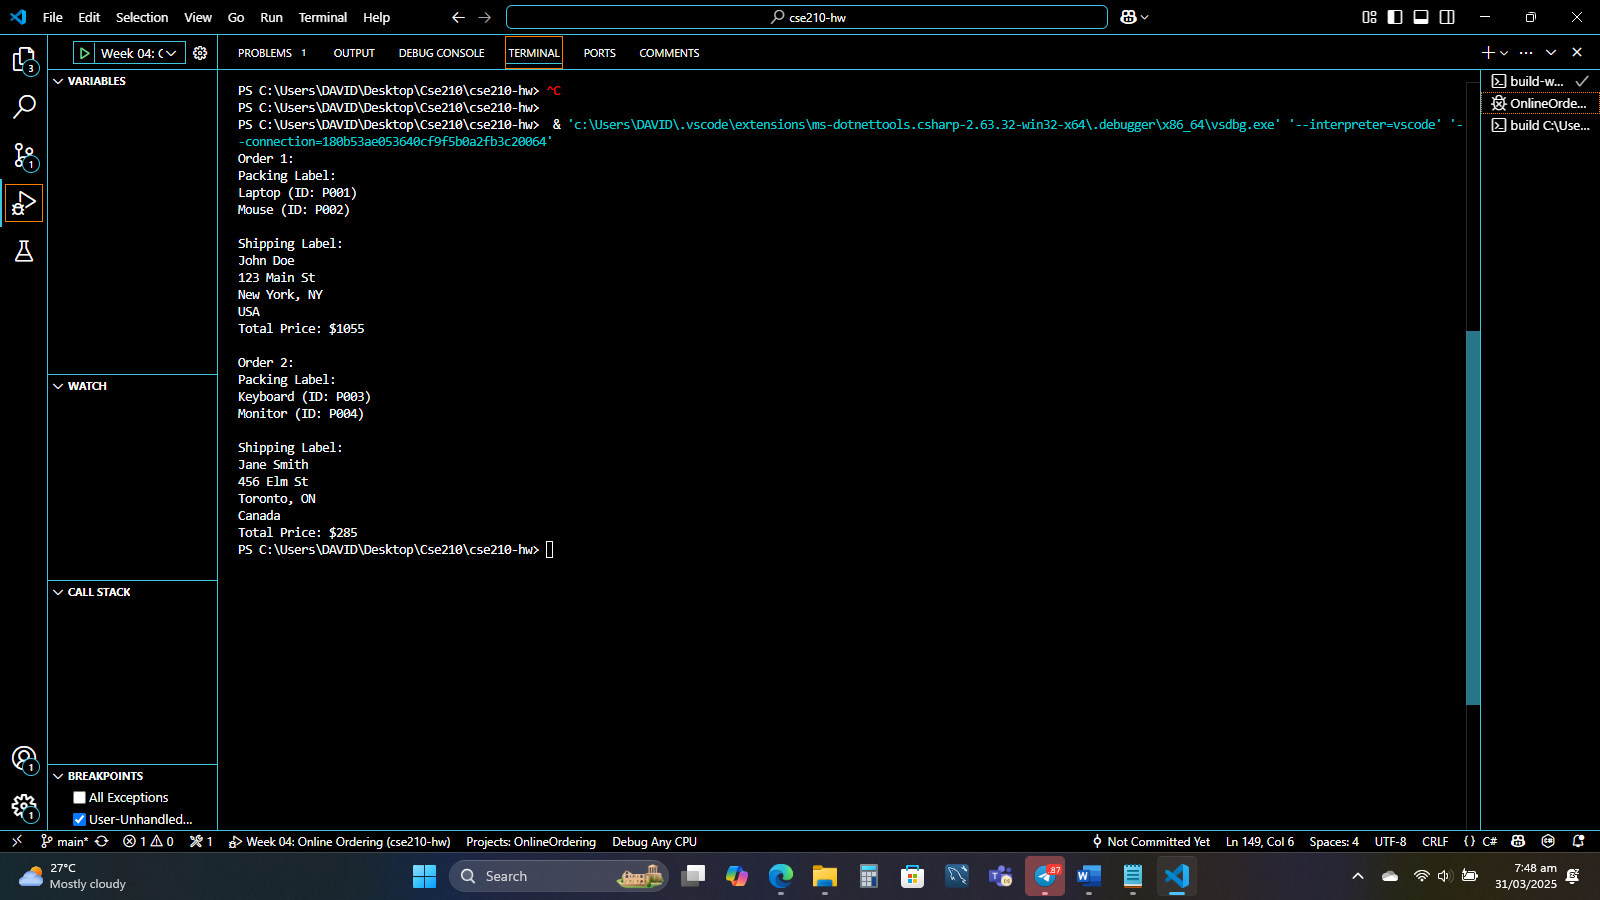 File Edit Selection View Go Run Terminal Help
cse210-hw
Week 04: C
PROBLEMS 1 OUTPUT DEBUG CONSOLE TERMINAL PORTS COMMENTS
VARIABLES
WATCH
CALL STACK
BREAKPOINTS
All Exceptions
User-Unhandled...
3
1
1
1
PS C:\Users\DAVID\Desktop\Cse210\cse210-hw> ^C
PS C:\Users\DAVID\Desktop\Cse210\cse210-hw>
PS C:\Users\DAVID\Desktop\Cse210\cse210-hw>  & 'c:\Users\DAVID\.vscode\extensions\ms-dotnettools.csharp-2.63.32-win32-x64\.debugger\x86_64\vsdbg.exe' '--interpreter=vscode' '-
-connection=180b53ae053640cf9f5b0a2fb3c20064'
Order 1:
Packing Label:
Laptop (ID: P001)
Mouse (ID: P002)
Shipping Label:
John Doe
123 Main St
New York, NY
USA
Total Price: $1055
Order 2:
Packing Label:
Keyboard (ID: P003)
Monitor (ID: P004)
Shipping Label:
Jane Smith
456 Elm St
Toronto, ON
Canada
Total Price: $285
PS C:\Users\DAVID\Desktop\Cse210\cse210-hw>
build-w...
OnlineOrde...
build C:\Use...
main* 1 0 1 Week 04: Online Ordering (cse210-hw) Projects: OnlineOrdering Debug Any CPU Not Committed Yet Ln 149, Col 6 Spaces: 4 UTF-8 CRLF {} C#
27°C
Mostly cloudy
Search
87
7:48 am
31/03/2025